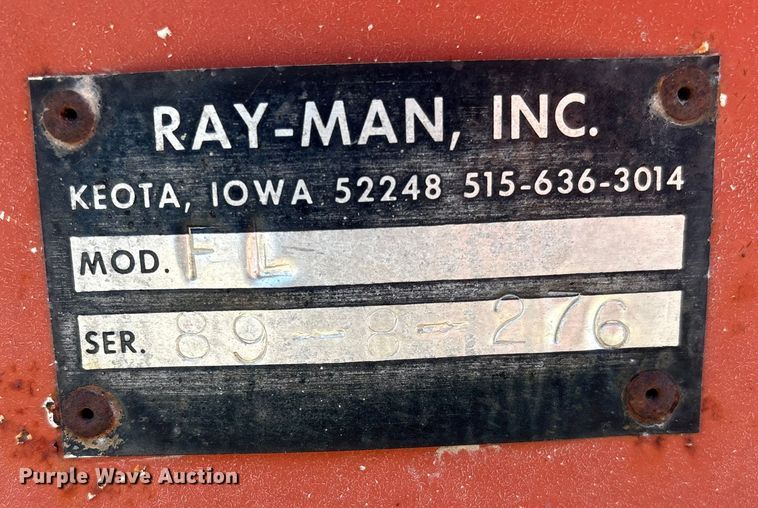 RAY-MAN, INC.
KEOTA, IOWA 52248 515-636-3014
MOD. FL
SER. 89-8-276
Purple Wave Auction